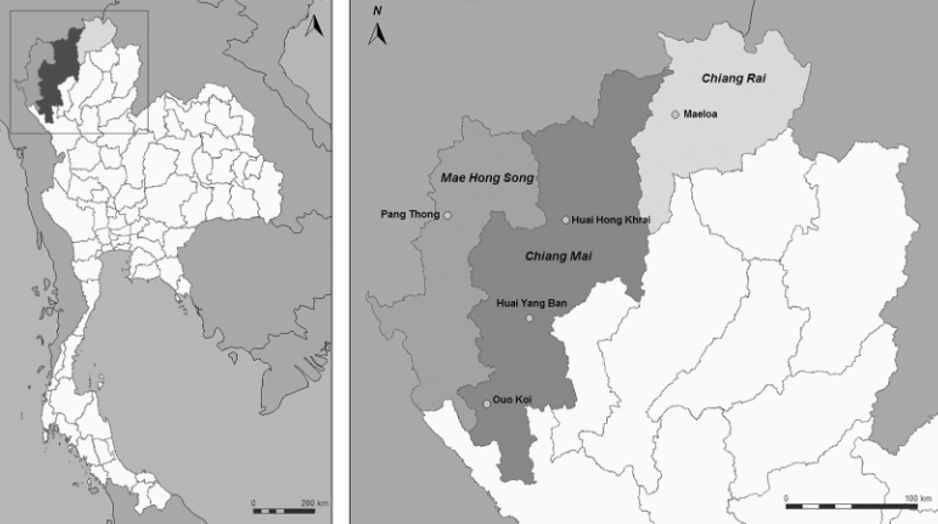 0 200 km
N
Chiang Rai
Maeloa
Mae Hong Song
Pang Thong
Huai Hong Khrai
Chiang Mai
Huai Yang Ban
Ouo Koi
0 100 km